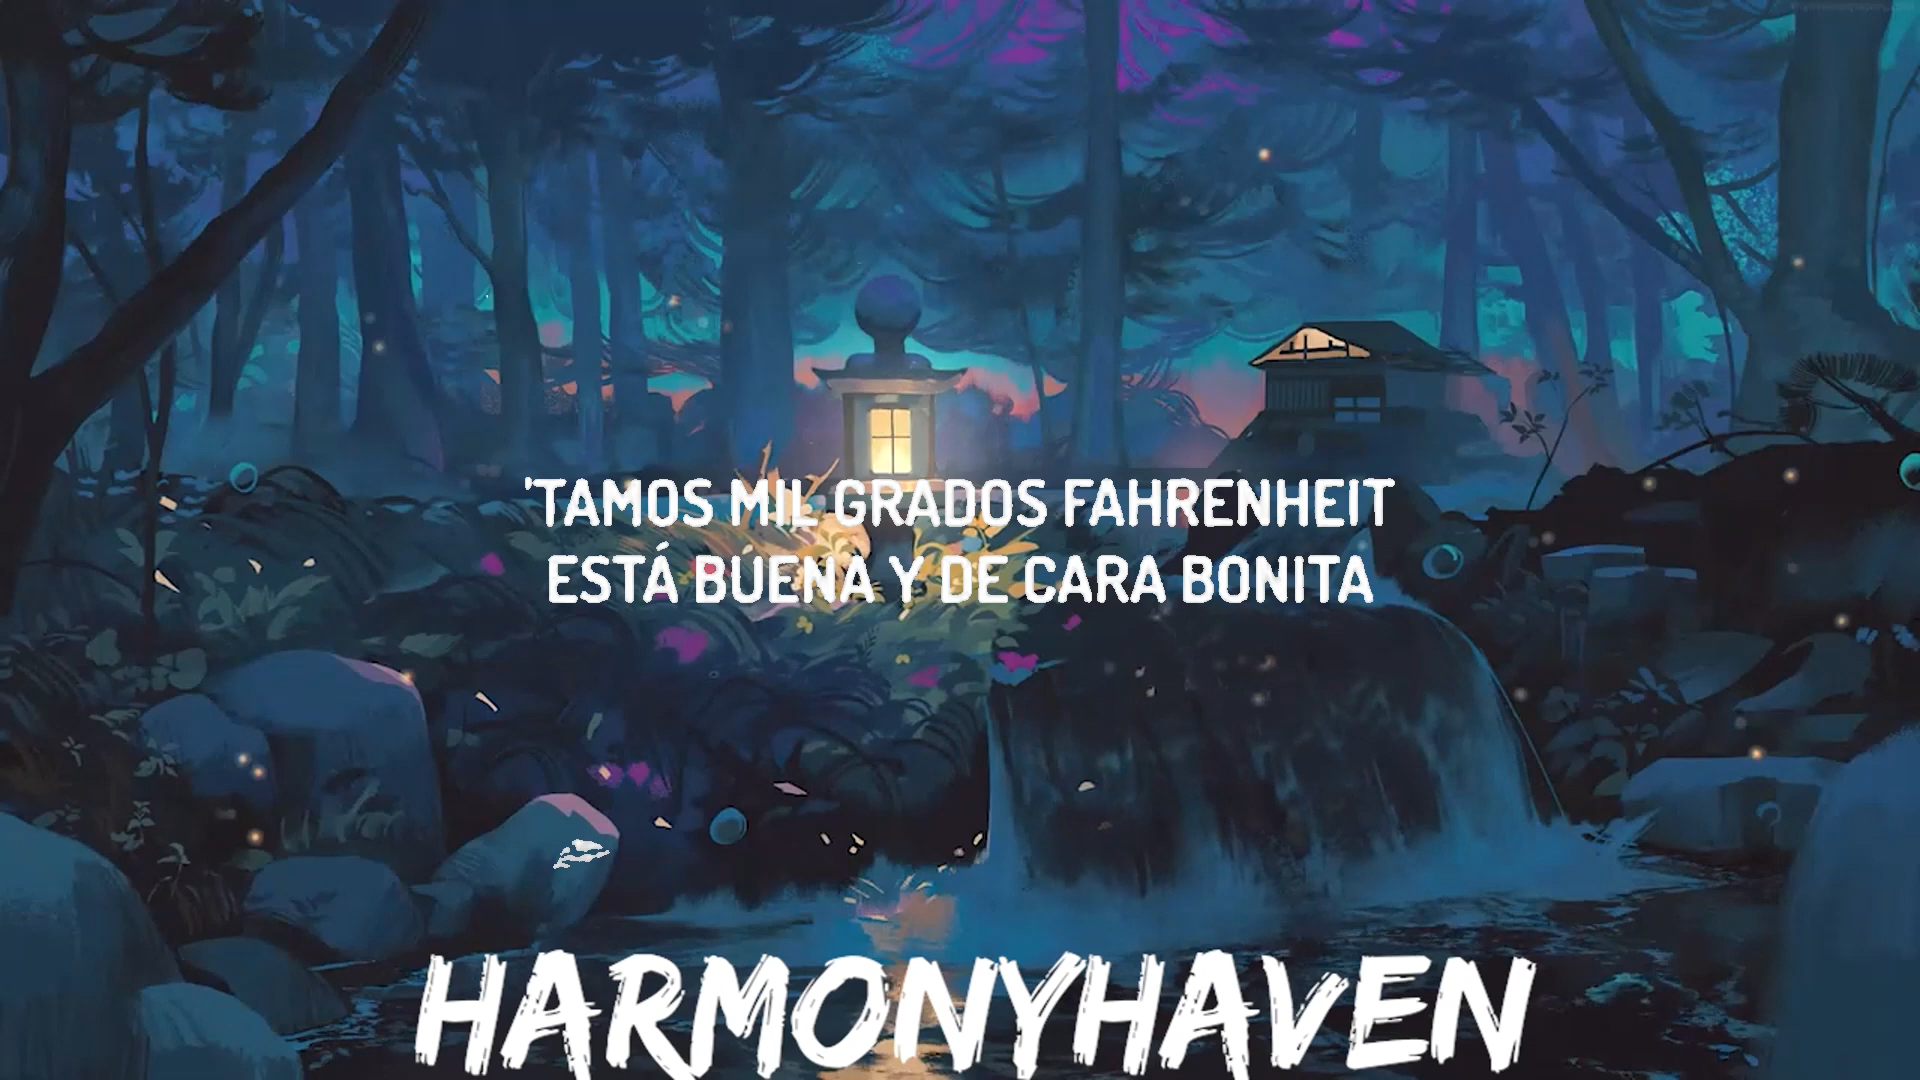 'TAMOS MIL GRADOS FAHRENHEIT
ESTÁ BUENA Y DE CARA BONITA
HARMONYHAVEN